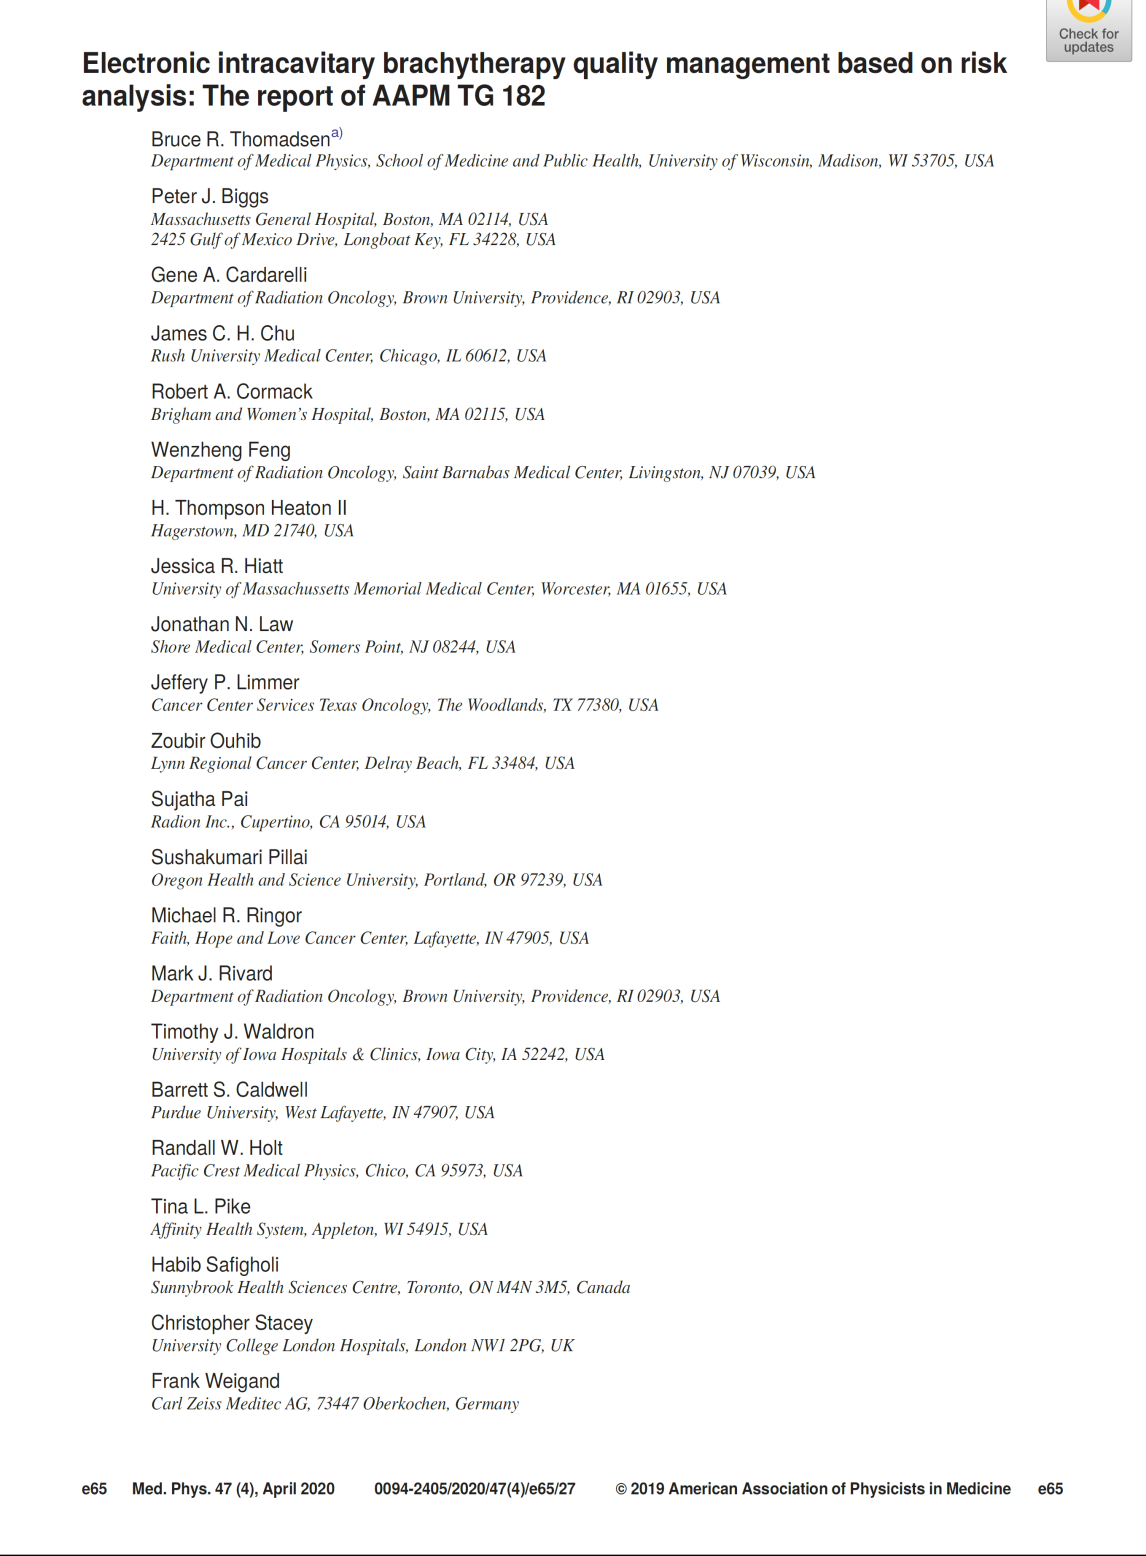 Check for
updates
Electronic intracavitary brachytherapy quality management based on risk
analysis: The report of AAPM TG 182
Bruce R. Thomadsen a)
Department of Medical Physics, School of Medicine and Public Health, University of Wisconsin, Madison, WI 53705, USA
Peter J. Biggs
Massachusetts General Hospital, Boston, MA 02114, USA
2425 Gulf of Mexico Drive, Longboat Key, FL 34228, USA
Gene A. Cardarelli
Department of Radiation Oncology, Brown University, Providence, RI 02903, USA
James C. H. Chu
Rush University Medical Center, Chicago, IL 60612, USA
Robert A. Cormack
Brigham and Women's Hospital, Boston, MA 02115, USA
Wenzheng Feng
Department of Radiation Oncology, Saint Barnabas Medical Center, Livingston, NJ 07039, USA
H. Thompson Heaton II
Hagerstown, MD 21740, USA
Jessica R. Hiatt
University of Massachussetts Memorial Medical Center, Worcester, MA 01655, USA
Jonathan N. Law
Shore Medical Center, Somers Point, NJ 08244, USA
Jeffery P. Limmer
Cancer Center Services Texas Oncology, The Woodlands, TX 77380, USA
Zoubir Ouhib
Lynn Regional Cancer Center, Delray Beach, FL 33484, USA
Sujatha Pai
Radion Inc., Cupertino, CA 95014, USA
Sushakumari Pillai
Oregon Health and Science University, Portland, OR 97239, USA
Michael R. Ringor
Faith, Hope and Love Cancer Center, Lafayette, IN 47905, USA
Mark J. Rivard
Department of Radiation Oncology, Brown University, Providence, RI 02903, USA
Timothy J. Waldron
University of Iowa Hospitals & Clinics, Iowa City, IA 52242, USA
Barrett S. Caldwell
Purdue University, West Lafayette, IN 47907, USA
Randall W. Holt
Pacific Crest Medical Physics, Chico, CA 95973, USA
Tina L. Pike
Affinity Health System, Appleton, WI 54915, USA
Habib Safigholi
Sunnybrook Health Sciences Centre, Toronto, ON M4N 3M5, Canada
Christopher Stacey
University College London Hospitals, London NW1 2PG, UK
Frank Weigand
Carl Zeiss Meditec AG, 73447 Oberkochen, Germany
e65 Med. Phys. 47 (4), April 2020 0094-2405/2020/47(4)/e65/27 © 2019 American Association of Physicists in Medicine e65